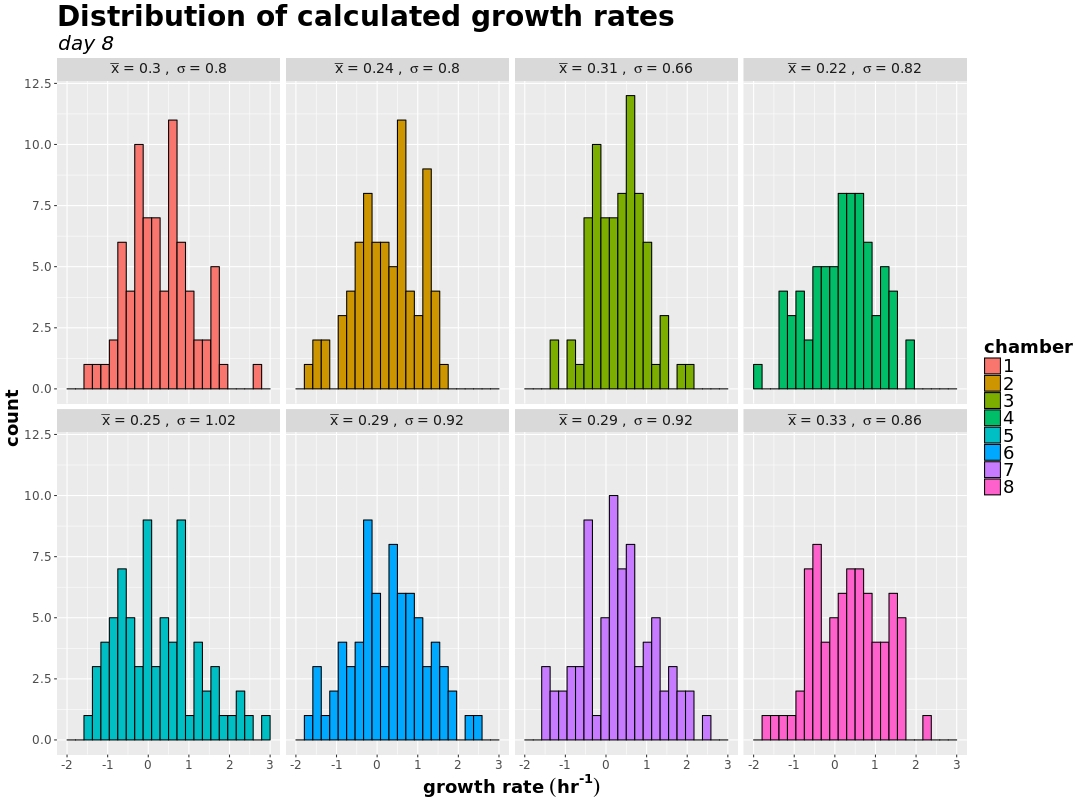 Distribution of calculated growth rates
day 8
x̅ = 0.3 , σ = 0.8
x̅ = 0.24 , σ = 0.8
x̅ = 0.31 , σ = 0.66
x̅ = 0.22 , σ = 0.82
12.5
10.0
7.5
5.0
2.5
0.0
x̅ = 0.25 , σ = 1.02
x̅ = 0.29 , σ = 0.92
x̅ = 0.29 , σ = 0.92
x̅ = 0.33 , σ = 0.86
12.5
10.0
7.5
5.0
2.5
0.0
-2 -1 0 1 2 3
-2 -1 0 1 2 3
-2 -1 0 1 2 3
-2 -1 0 1 2 3
count
growth rate (hr⁻¹)
chamber
1
2
3
4
5
6
7
8